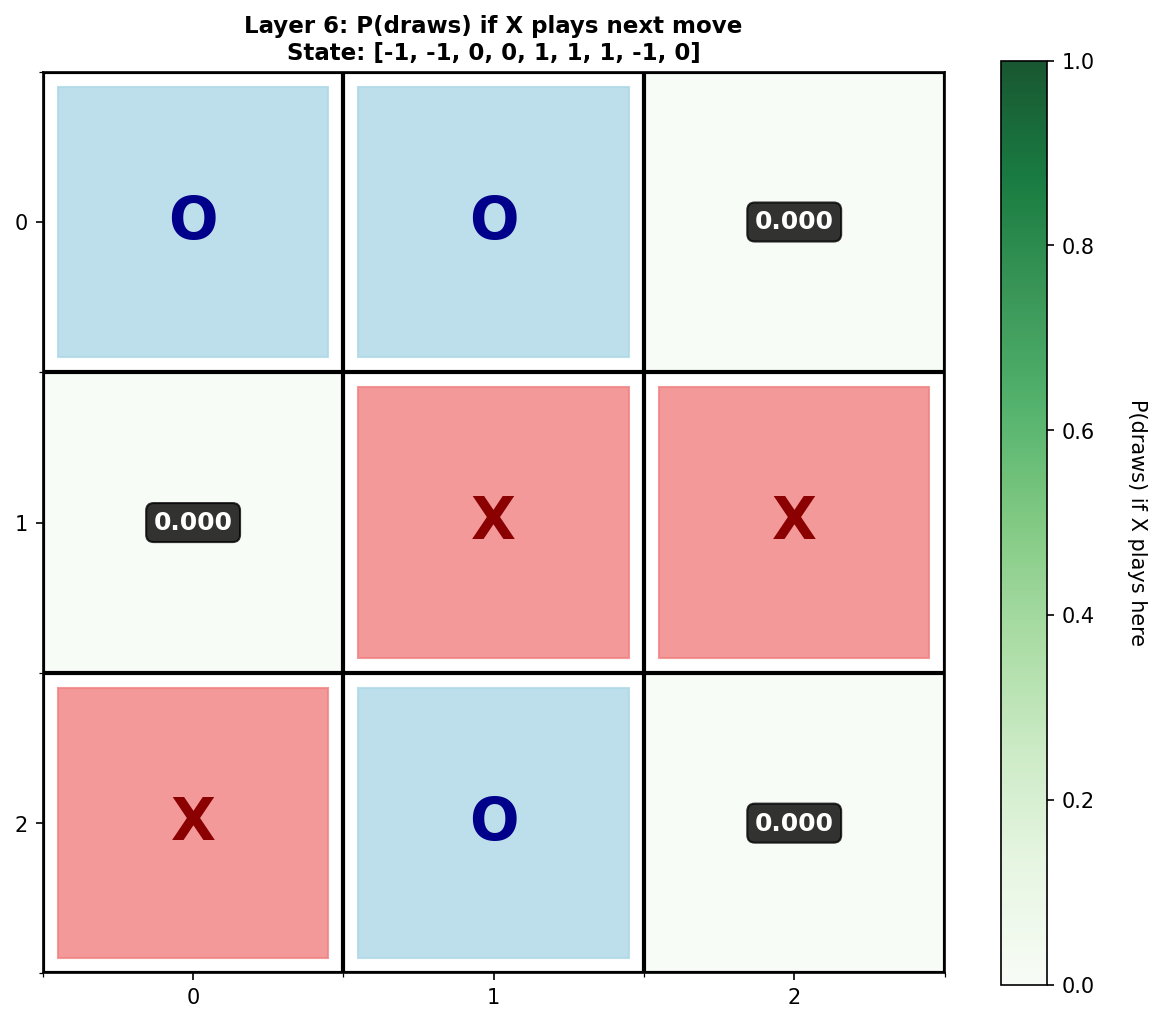 Layer 6: P(draws) if X plays next move
State: [-1, -1, 0, 0, 1, 1, 1, -1, 0]
O
O
0.000
0.000
X
X
X
O
0.000
0
1
2
0
1
2
1.0
0.8
0.6
0.4
0.2
0.0
P(draws) if X plays here